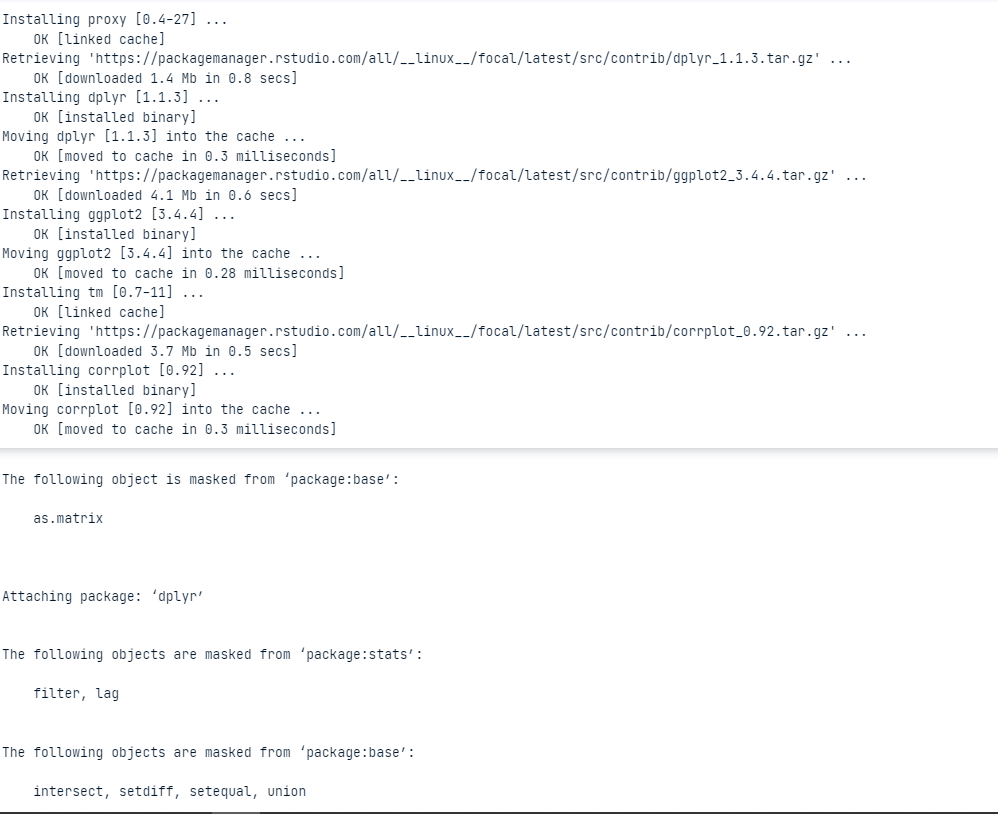 Installing proxy [0.4-27] ...
    OK [linked cache]
Retrieving 'https://packagemanager.rstudio.com/all/__linux__/focal/latest/src/contrib/dplyr_1.1.3.tar.gz' ...
    OK [downloaded 1.4 Mb in 0.8 secs]
Installing dplyr [1.1.3] ...
    OK [installed binary]
Moving dplyr [1.1.3] into the cache ...
    OK [moved to cache in 0.3 milliseconds]
Retrieving 'https://packagemanager.rstudio.com/all/__linux__/focal/latest/src/contrib/ggplot2_3.4.4.tar.gz' ...
    OK [downloaded 4.1 Mb in 0.6 secs]
Installing ggplot2 [3.4.4] ...
    OK [installed binary]
Moving ggplot2 [3.4.4] into the cache ...
    OK [moved to cache in 0.28 milliseconds]
Installing tm [0.7-11] ...
    OK [linked cache]
Retrieving 'https://packagemanager.rstudio.com/all/__linux__/focal/latest/src/contrib/corrplot_0.92.tar.gz' ...
    OK [downloaded 3.7 Mb in 0.5 secs]
Installing corrplot [0.92] ...
    OK [installed binary]
Moving corrplot [0.92] into the cache ...
    OK [moved to cache in 0.3 milliseconds]
The following object is masked from ‘package:base’:
    as.matrix
Attaching package: ‘dplyr’
The following objects are masked from ‘package:stats’:
    filter, lag
The following objects are masked from ‘package:base’:
    intersect, setdiff, setequal, union